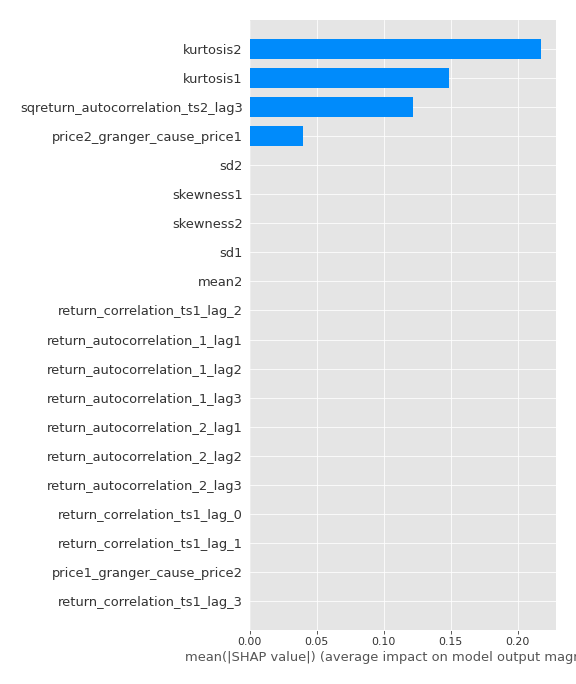 kurtosis2
kurtosis1
sqreturn_autocorrelation_ts2_lag3
price2_granger_cause_price1
sd2
skewness1
skewness2
sd1
mean2
return_correlation_ts1_lag_2
return_autocorrelation_1_lag1
return_autocorrelation_1_lag2
return_autocorrelation_1_lag3
return_autocorrelation_2_lag1
return_autocorrelation_2_lag2
return_autocorrelation_2_lag3
return_correlation_ts1_lag_0
return_correlation_ts1_lag_1
price1_granger_cause_price2
return_correlation_ts1_lag_3
0.00 0.05 0.10 0.15 0.20
mean(|SHAP value|) (average impact on model output magn